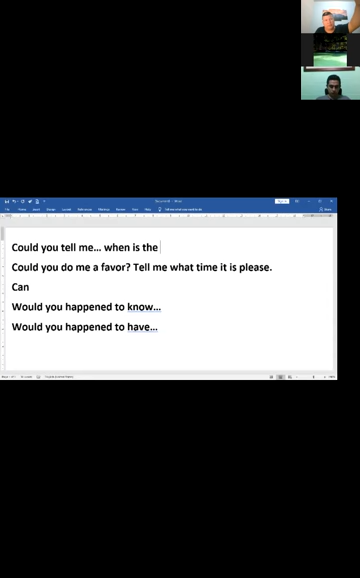 Could you tell me... when is the
Could you do me a favor? Tell me what time it is please.
Can
Would you happened to know...
Would you happened to have...